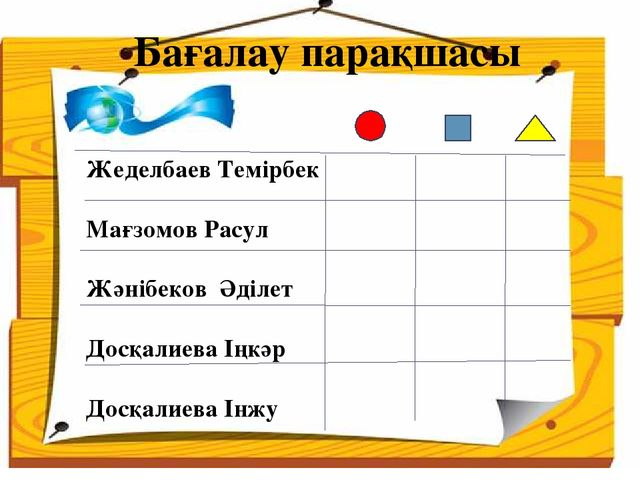 Бағалау парақшасы
Жеделбаев Темірбек
Мағзомов Расул
Жәнібеков Әділет
Досқалиева Іңкәр
Досқалиева Інжу